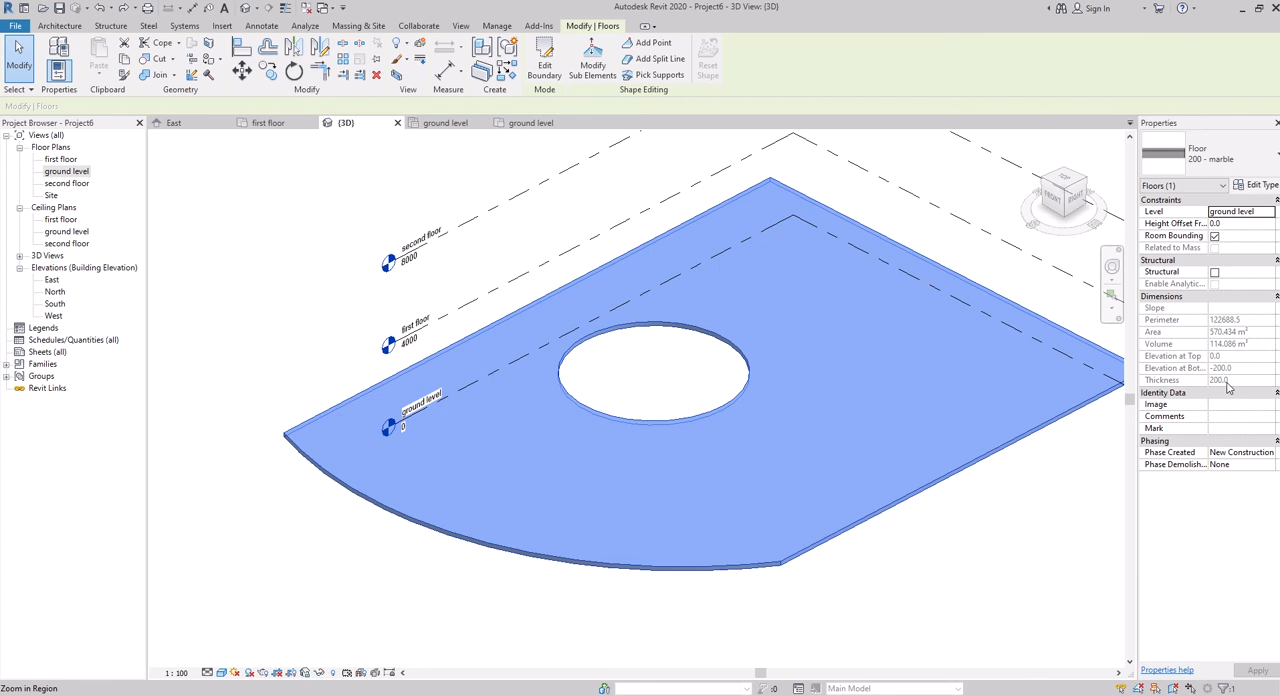 Autodesk Revit 2020 - Project6 - 3D View: {3D}
Sign In
File Architecture Structure Steel Systems Insert Annotate Analyze Massing & Site Collaborate View Manage Add-Ins Modify | Floors
Modify
Select
Properties
Paste
Clipboard
Cope
Cut
Join
Geometry
Modify
View
Measure
Create
Edit
Boundary
Mode
Modify
Sub Elements
Add Point
Add Split Line
Pick Supports
Shape Editing
Reset
Shape
Modify | Floors
Project Browser - Project6
Views (all)
Floor Plans
first floor
ground level
second floor
Site
Ceiling Plans
first floor
ground level
second floor
3D Views
Elevations (Building Elevation)
East
North
South
West
Legends
Schedules/Quantities (all)
Sheets (all)
Families
Groups
Revit Links
East
first floor
{3D}
ground level
ground level
second floor
8000
first floor
4000
ground level
0
TOP
FRONT
RIGHT
Properties
Floor
200 - marble
Floors (1)
Edit Type
Constraints
Level ground level
Height Offset Fr... 0.0
Room Bounding
Related to Mass
Structural
Structural
Enable Analytic...
Dimensions
Slope
Perimeter 122688.5
Area 570.434 m²
Volume 114.086 m³
Elevation at Top 0.0
Elevation at Bot... -200.0
Thickness 200.0
Identity Data
Image
Comments
Mark
Phasing
Phase Created New Construction
Phase Demolish... None
Properties help
Apply
1 : 100
Zoom in Region
:0
Main Model
:1